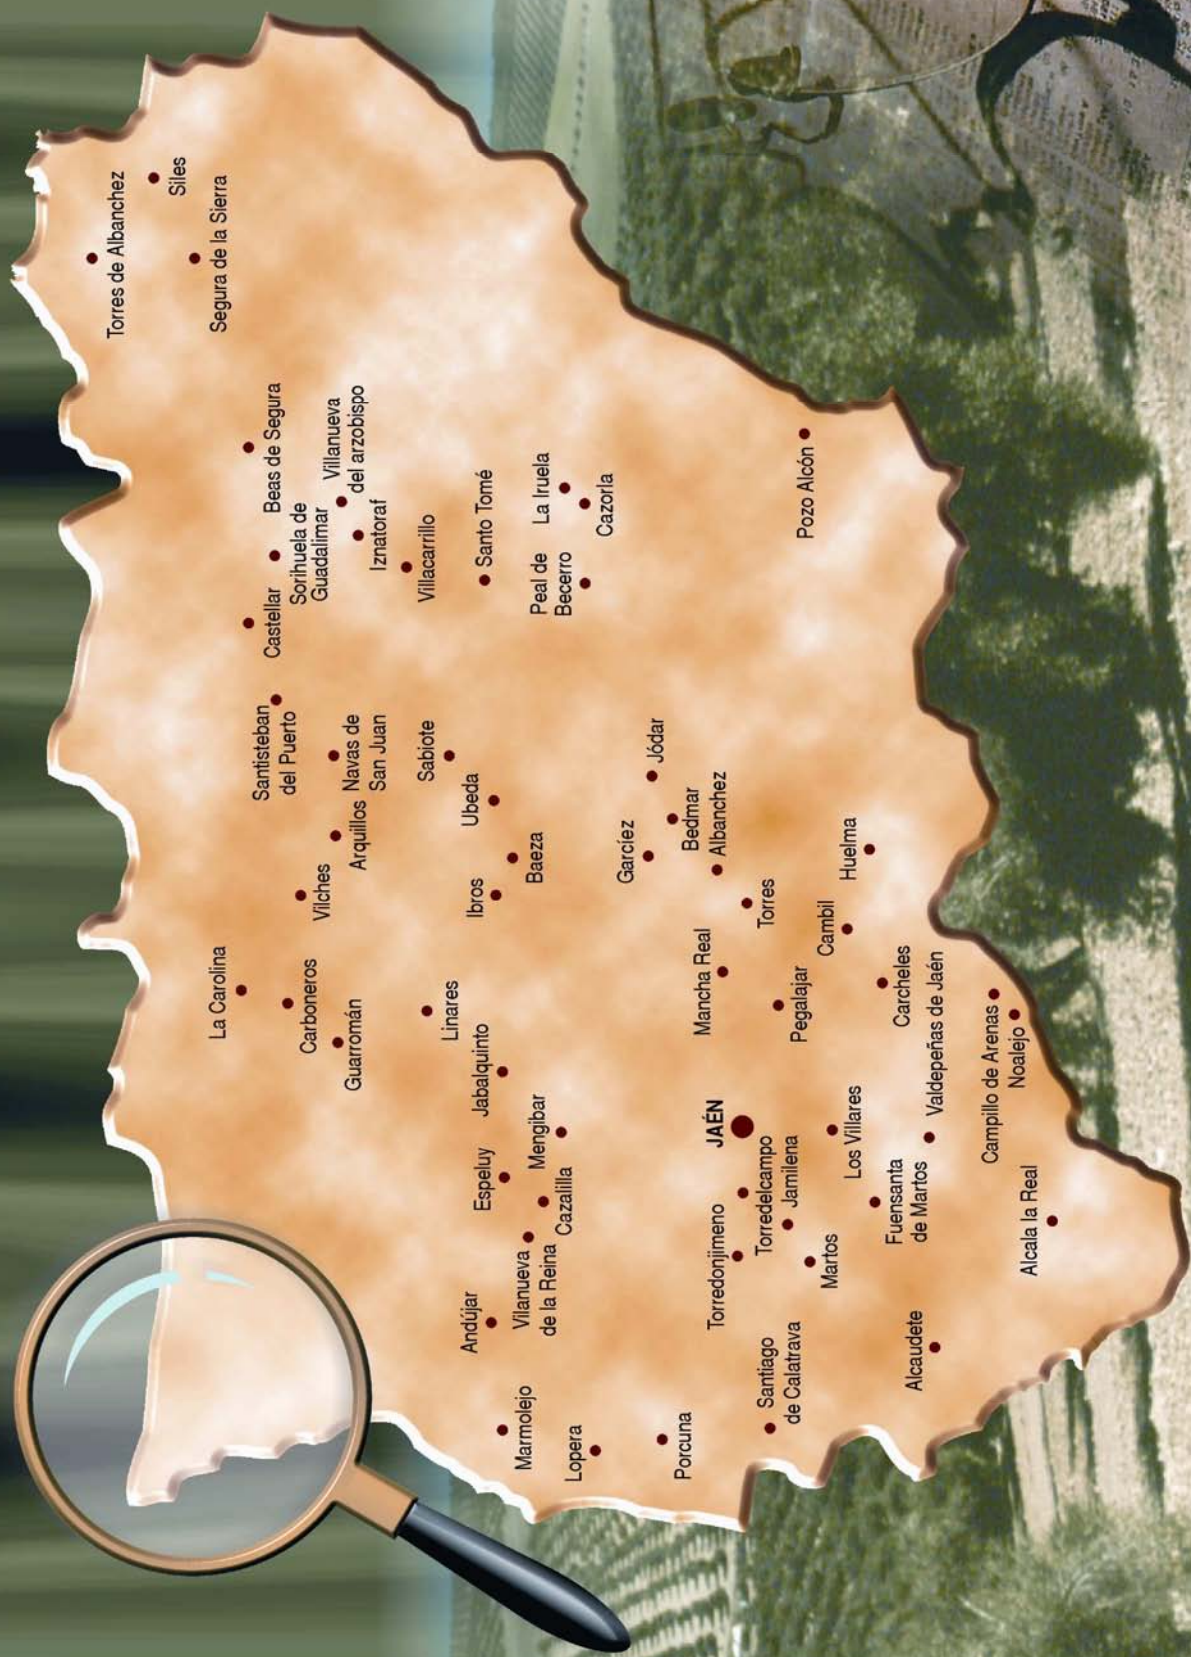 Torres de Albanchez
Siles
Segura de la Sierra
La Carolina
Santisteban
del Puerto
Castellar
Beas de Segura
Carboneros
Vilches
Sorihuela de
Guadalimar
Villanueva
del arzobispo
Guarromán
Arquillos
Navas de
San Juan
Iznatoraf
Linares
Sabiote
Villacarrillo
Andújar
Espeluy
Jabalquinto
Ibros
Ubeda
Santo Tomé
Marmolejo
Vilanueva
de la Reina
Mengibar
Baeza
Cazalilla
Peal de
Becerro
La Iruela
Cazorla
Lopera
Porcuna
Garcíez
Jódar
Bedmar
Albanchez
Torredonjimeno
JAÉN
Mancha Real
Torres
Santiago
de Calatrava
Torredelcampo
Jamilena
Pegalajar
Pozo Alcón
Martos
Los Villares
Cambil
Huelma
Fuensanta
de Martos
Carcheles
Alcaudete
Valdepeñas de Jaén
Campillo de Arenas
Noalejo
Alcala la Real